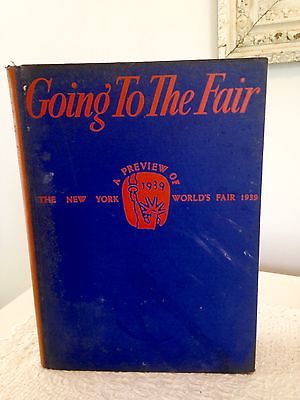 Going To The Fair
A PREVIEW OF
1939
THE NEW YORK WORLD'S FAIR 1939